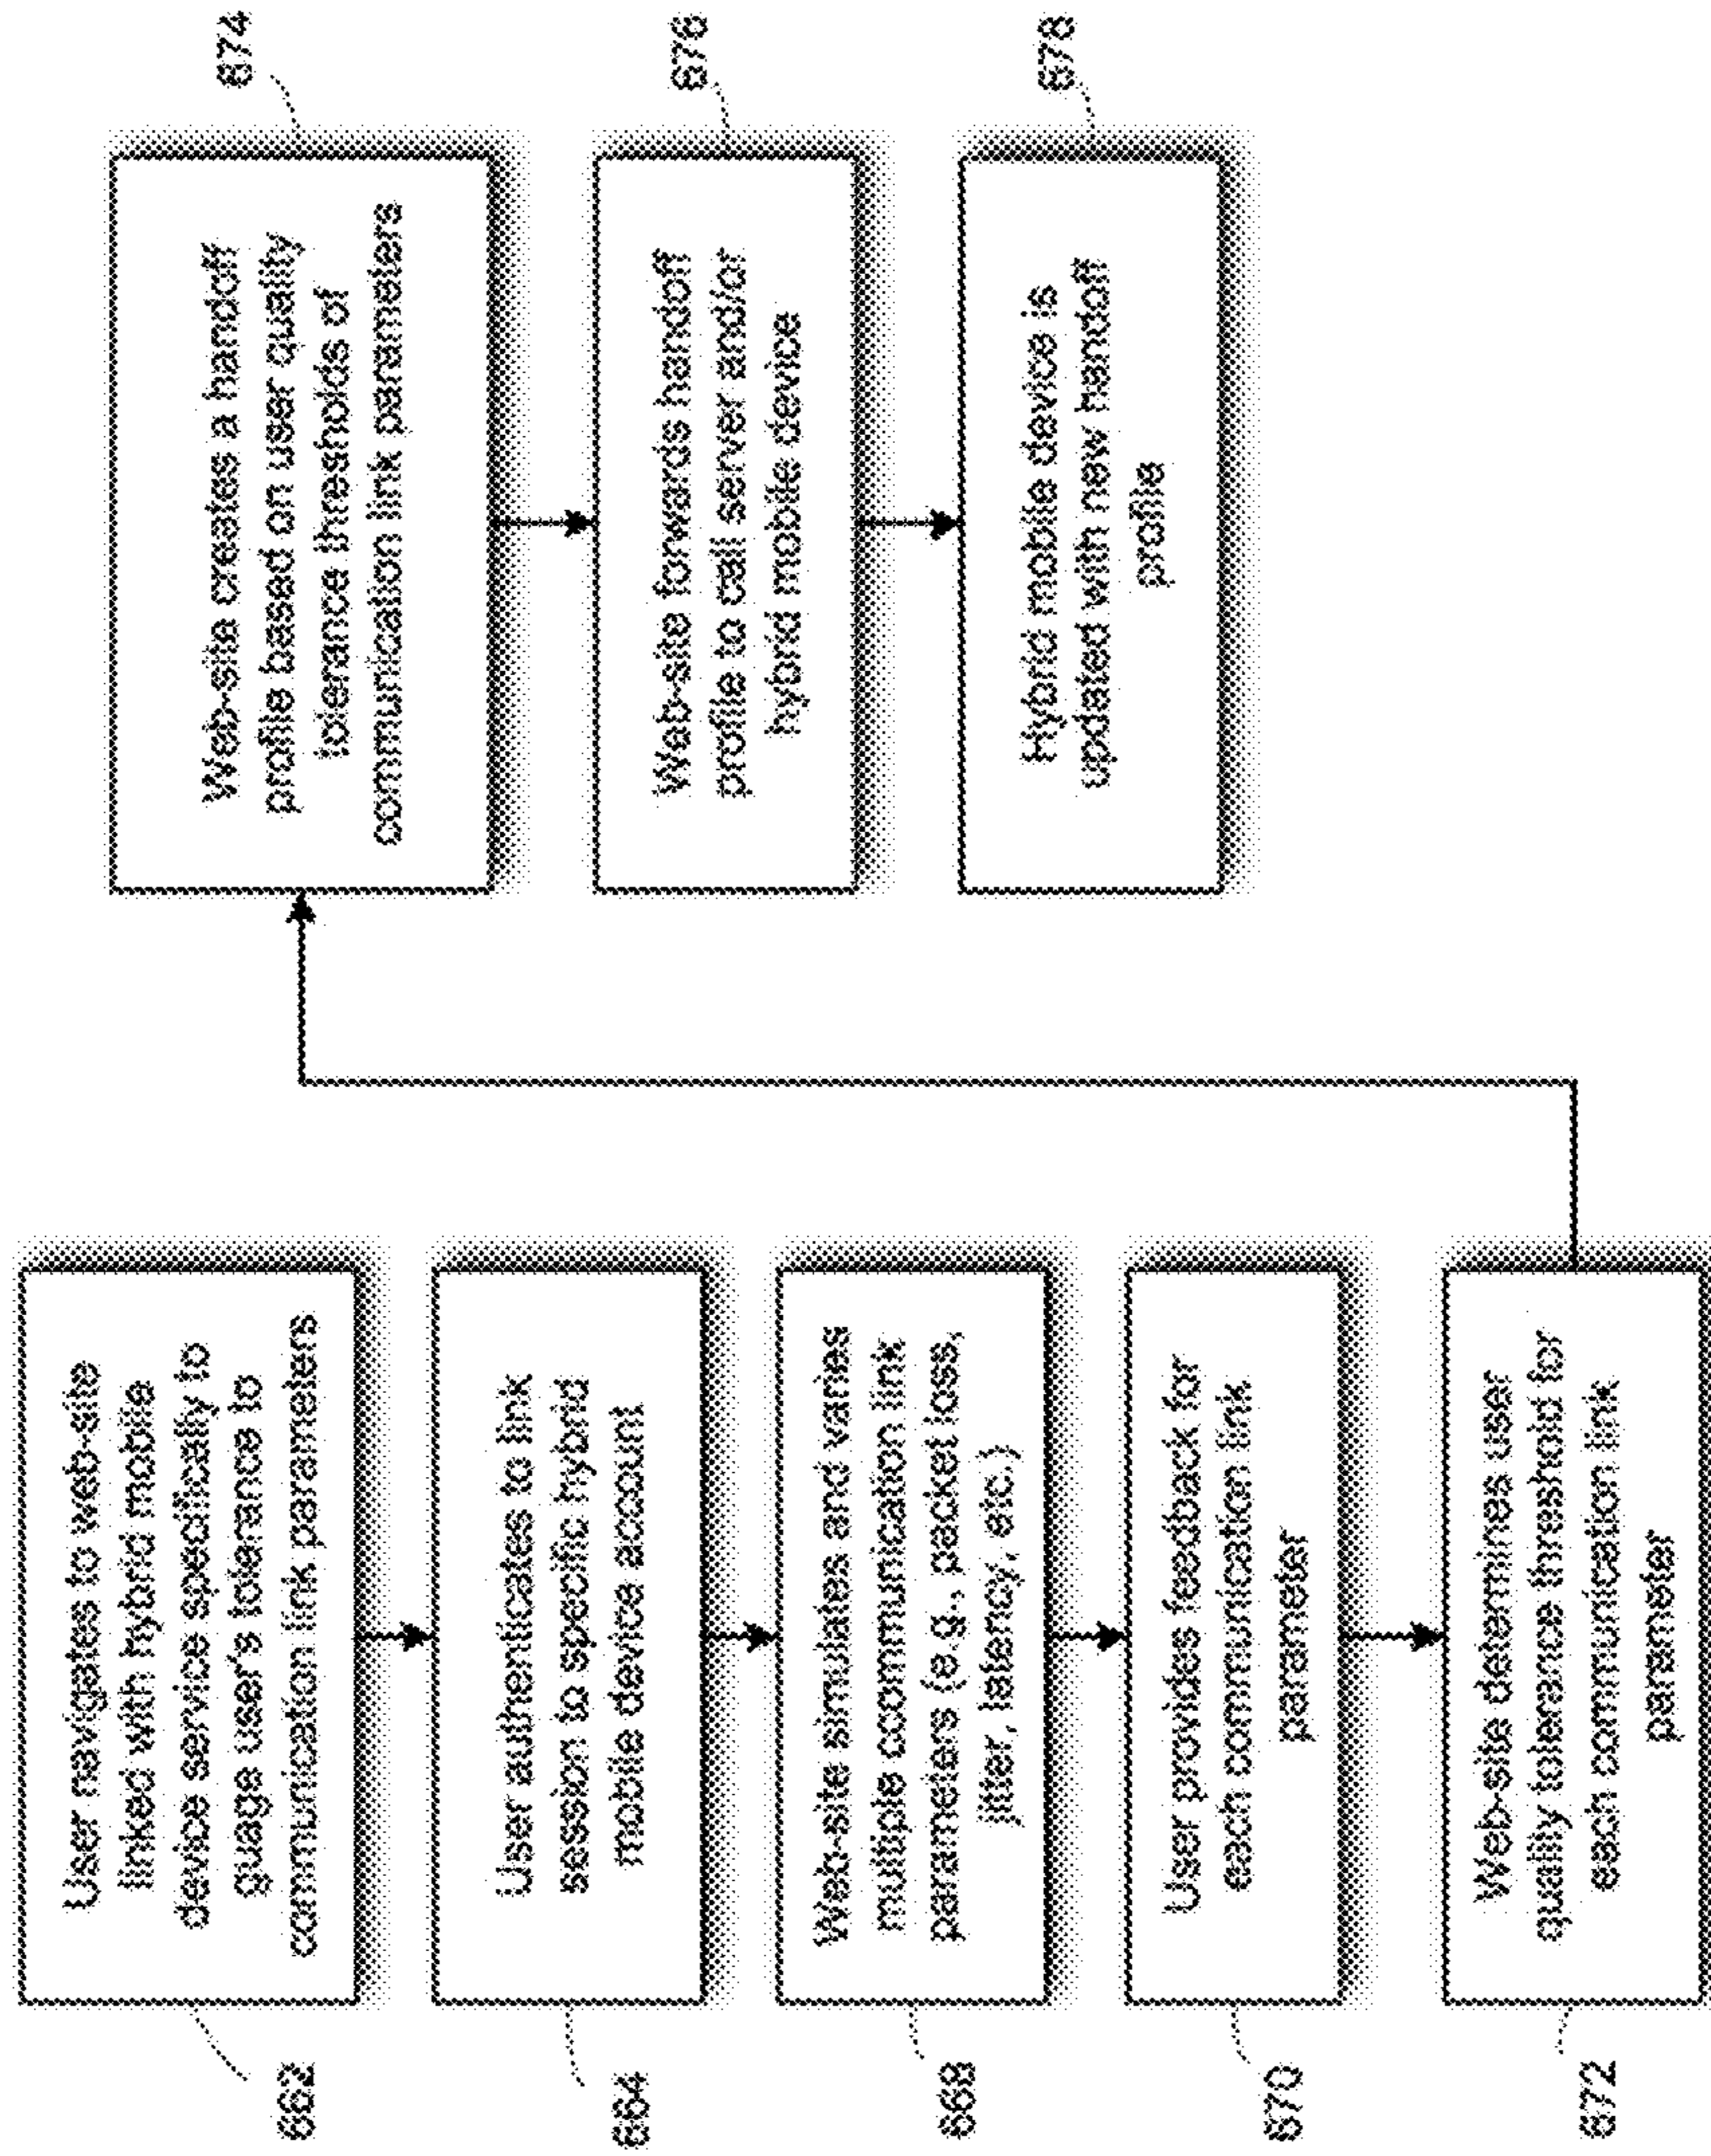 User navigates to web-site
linked with hybrid mobile
device service specifically to
guage user's tolerance to
communication link parameters
662
User authenticates to link
session to specific hybrid
mobile device account
664
Web-site simulates and varies
multiple communication link
parameters (e.g., packet loss,
jitter, latency, etc.)
668
User provides feedback for
each communication link
parameter
670
Web-site determines user
quality tolerance threshold for
each communication link
parameter
672
Web-site creates a handoff
profile based on user quality
tolerance thresholds of
communication link parameters
674
Web-site forwards handoff
profile to call server and/or
hybrid mobile device
676
Hybrid mobile device is
updated with new handoff
profile
678